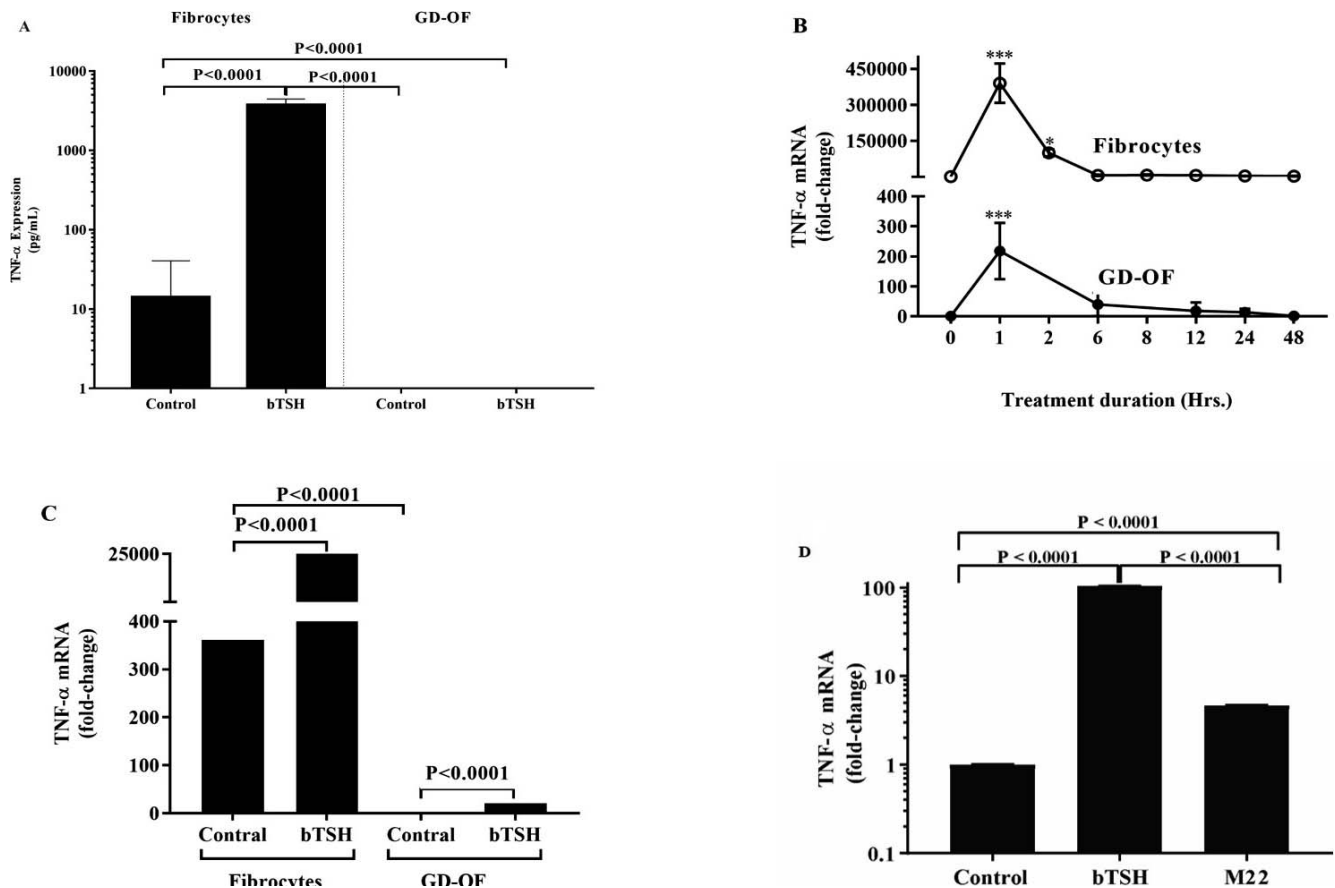 A
Fibrocytes GD-OF
P<0.0001
P<0.0001 P<0.0001
10000
1000
100
10
1
TNF-α Expression
(pg/mL)
Control bTSH Control bTSH
B
***
450000
300000
150000
*
Fibrocytes
TNF-α mRNA
(fold-change)
400
300
200
100
0
***
GD-OF
0 1 2 6 8 12 24 48
Treatment duration (Hrs.)
C
P<0.0001
P<0.0001
25000
400
300
200
100
0
TNF-α mRNA
(fold-change)
P<0.0001
Contral bTSH Control bTSH
Fibrocytes GD-OF
D
P < 0.0001
P < 0.0001 P < 0.0001
100
10
1
0.1
TNF-α mRNA
(fold-change)
Control bTSH M22